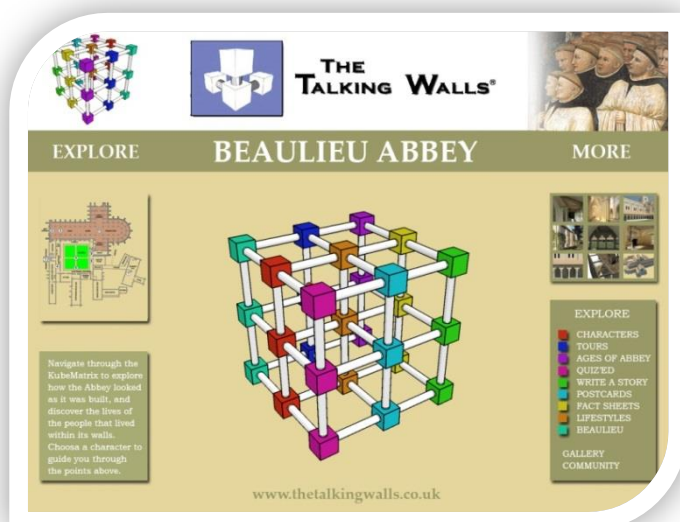 THE
TALKING WALLS®
EXPLORE
BEAULIEU ABBEY
MORE
Navigate through the
KubeMatrix to explore
how the Abbey looked
as it was built, and
discover the lives of
the people that lived
within its walls.
Choose a character to
guide you through
the points above.
EXPLORE
CHARACTERS
TOURS
AGES OF ABBEY
QUIZ'ED
WRITE A STORY
POSTCARDS
FACT SHEETS
LIFESTYLES
BEAULIEU
GALLERY
COMMUNITY
www.thetalkingwalls.co.uk